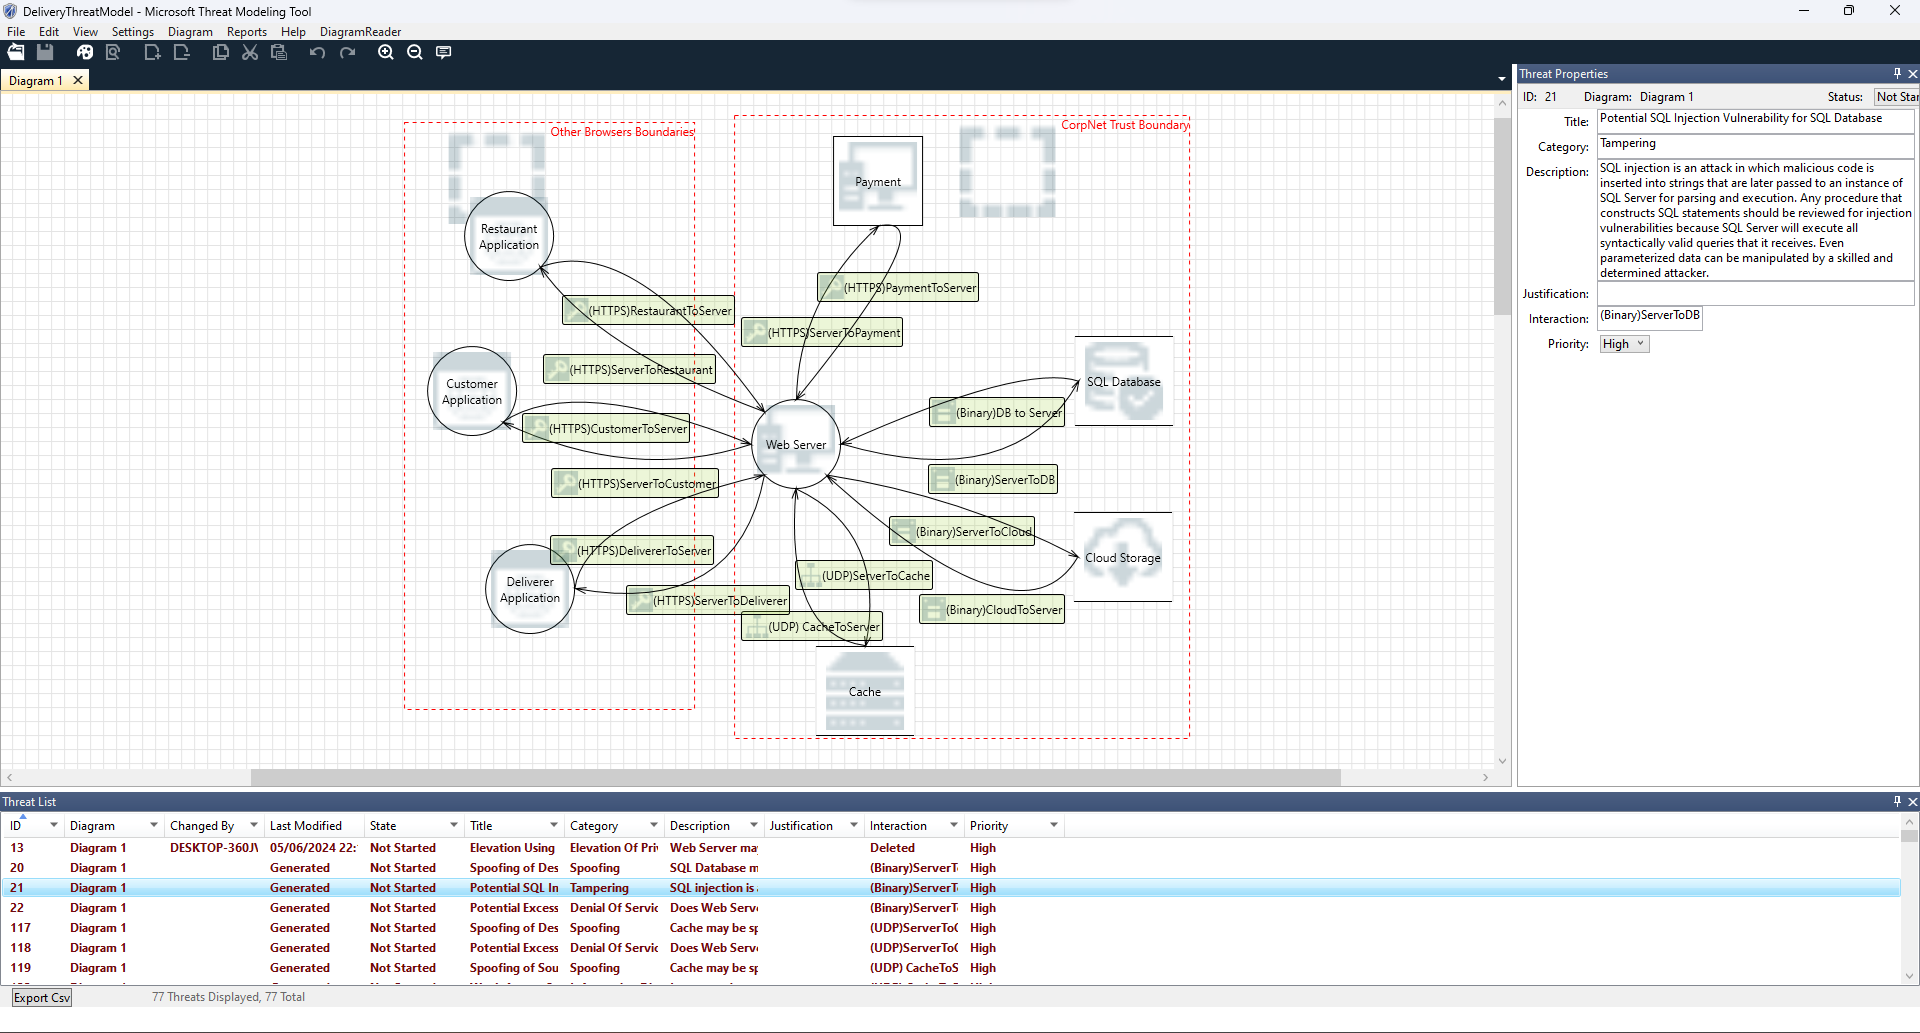 DeliveryThreatModel - Microsoft Threat Modeling Tool
File Edit View Settings Diagram Reports Help DiagramReader
Diagram 1
Other Browsers Boundaries
CorpNet Trust Boundary
Payment
Restaurant
Application
(HTTPS)PaymentToServer
(HTTPS)RestaurantToServer
(HTTPS)ServerToPayment
(HTTPS)ServerToRestaurant
Customer
Application
SQL Database
(Binary)DB to Server
(HTTPS)CustomerToServer
Web Server
(HTTPS)ServerToCustomer
(Binary)ServerToDB
(Binary)ServerToCloud
(HTTPS)DelivererToServer
Cloud Storage
(UDP)ServerToCache
Deliverer
Application
(HTTPS)ServerToDeliverer
(Binary)CloudToServer
(UDP) CacheToServer
Cache
Threat Properties
ID: 21 Diagram: Diagram 1 Status: Not Star
Title: Potential SQL Injection Vulnerability for SQL Database
Category: Tampering
Description: SQL injection is an attack in which malicious code is
inserted into strings that are later passed to an instance of
SQL Server for parsing and execution. Any procedure that
constructs SQL statements should be reviewed for injection
vulnerabilities because SQL Server will execute all
syntactically valid queries that it receives. Even
parameterized data can be manipulated by a skilled and
determined attacker.
Justification:
Interaction: (Binary)ServerToDB
Priority: High
Threat List
ID Diagram Changed By Last Modified State Title Category Description Justification Interaction Priority
13 Diagram 1 DESKTOP-360J 05/06/2024 22: Not Started Elevation Using Elevation Of Pri Web Server ma Deleted High
20 Diagram 1 Generated Not Started Spoofing of Des Spoofing SQL Database m (Binary)ServerT High
21 Diagram 1 Generated Not Started Potential SQL In Tampering SQL injection is (Binary)ServerT High
22 Diagram 1 Generated Not Started Potential Excess Denial Of Servic Does Web Serv (Binary)ServerT High
117 Diagram 1 Generated Not Started Spoofing of Des Spoofing Cache may be sp (UDP)ServerTo High
118 Diagram 1 Generated Not Started Potential Excess Denial Of Servic Does Web Serv (UDP)ServerTo High
119 Diagram 1 Generated Not Started Spoofing of Sou Spoofing Cache may be sp (UDP) CacheToS High
Export Csv 77 Threats Displayed, 77 Total